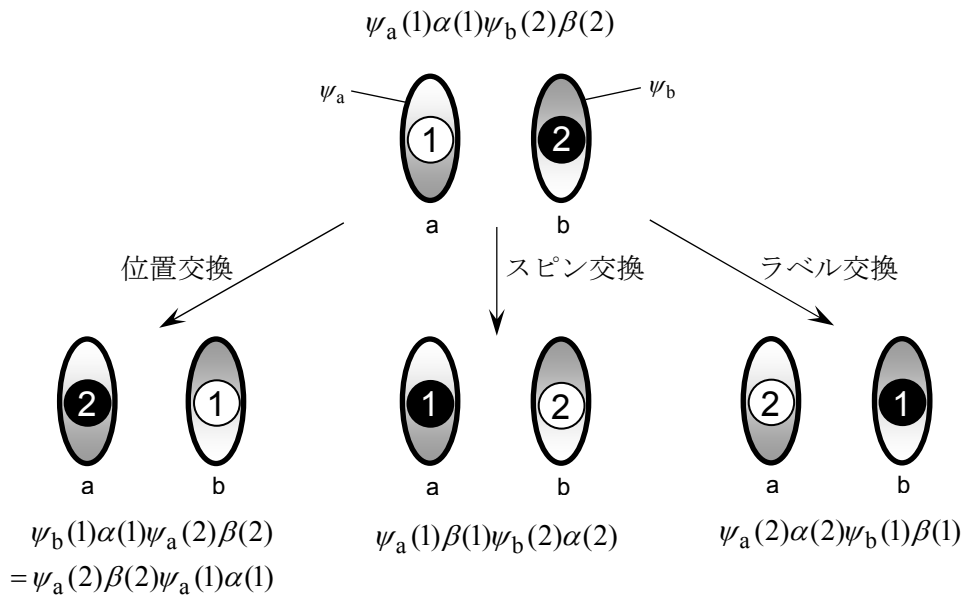 ψa(1)α(1)ψb(2)β(2)
ψa
ψb
1
2
a
b
位置交換
スピン交換
ラベル交換
2
1
1
2
2
1
a
b
a
b
a
b
ψb(1)α(1)ψa(2)β(2)
=ψa(2)β(2)ψa(1)α(1)
ψa(1)β(1)ψb(2)α(2)
ψa(2)α(2)ψb(1)β(1)